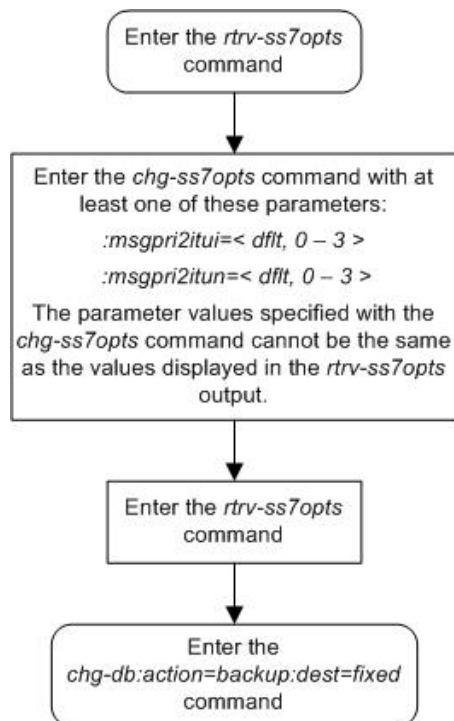 Enter the rtrv-ss7opts
command
Enter the chg-ss7opts command with at
least one of these parameters:
:msgpri2itui=< dflt, 0 – 3 >
:msgpri2itun=< dflt, 0 – 3 >
The parameter values specified with the
chg-ss7opts command cannot be the same
as the values displayed in the rtrv-ss7opts
output.
Enter the rtrv-ss7opts
command
Enter the
chg-db:action=backup:dest=fixed
command